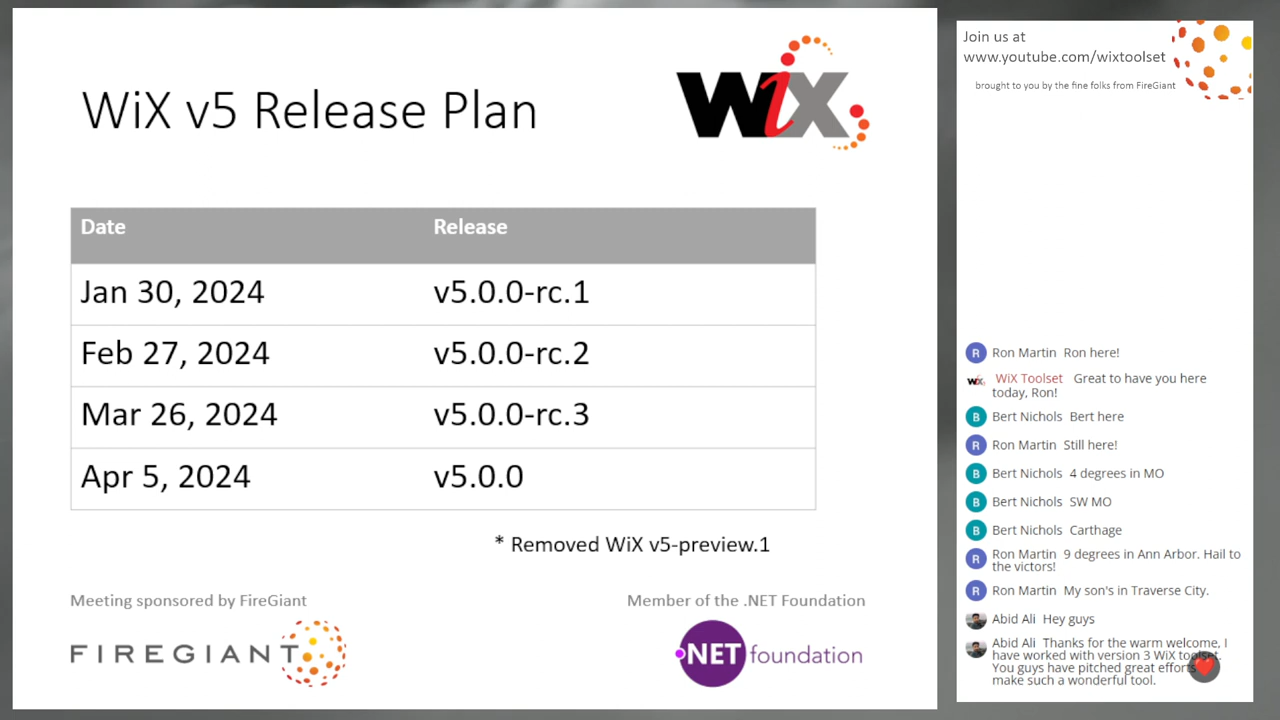 WiX v5 Release Plan
WiX
Date Release
Jan 30, 2024 v5.0.0-rc.1
Feb 27, 2024 v5.0.0-rc.2
Mar 26, 2024 v5.0.0-rc.3
Apr 5, 2024 v5.0.0
* Removed WiX v5-preview.1
Meeting sponsored by FireGiant
FIREGIANT
Member of the .NET Foundation
.NET foundation
Join us at
www.youtube.com/wixtoolset
brought to you by the fine folks from FireGiant
R Ron Martin Ron here!
WiX WiX Toolset Great to have you here
today, Ron!
B Bert Nichols Bert here
R Ron Martin Still here!
B Bert Nichols 4 degrees in MO
B Bert Nichols SW MO
B Bert Nichols Carthage
R Ron Martin 9 degrees in Ann Arbor. Hail to
the victors!
R Ron Martin My son's in Traverse City.
Abid Ali Hey guys
Abid Ali Thanks for the warm welcome, I
have worked with version 3 WiX toolset.
You guys have pitched great efforts
make such a wonderful tool.